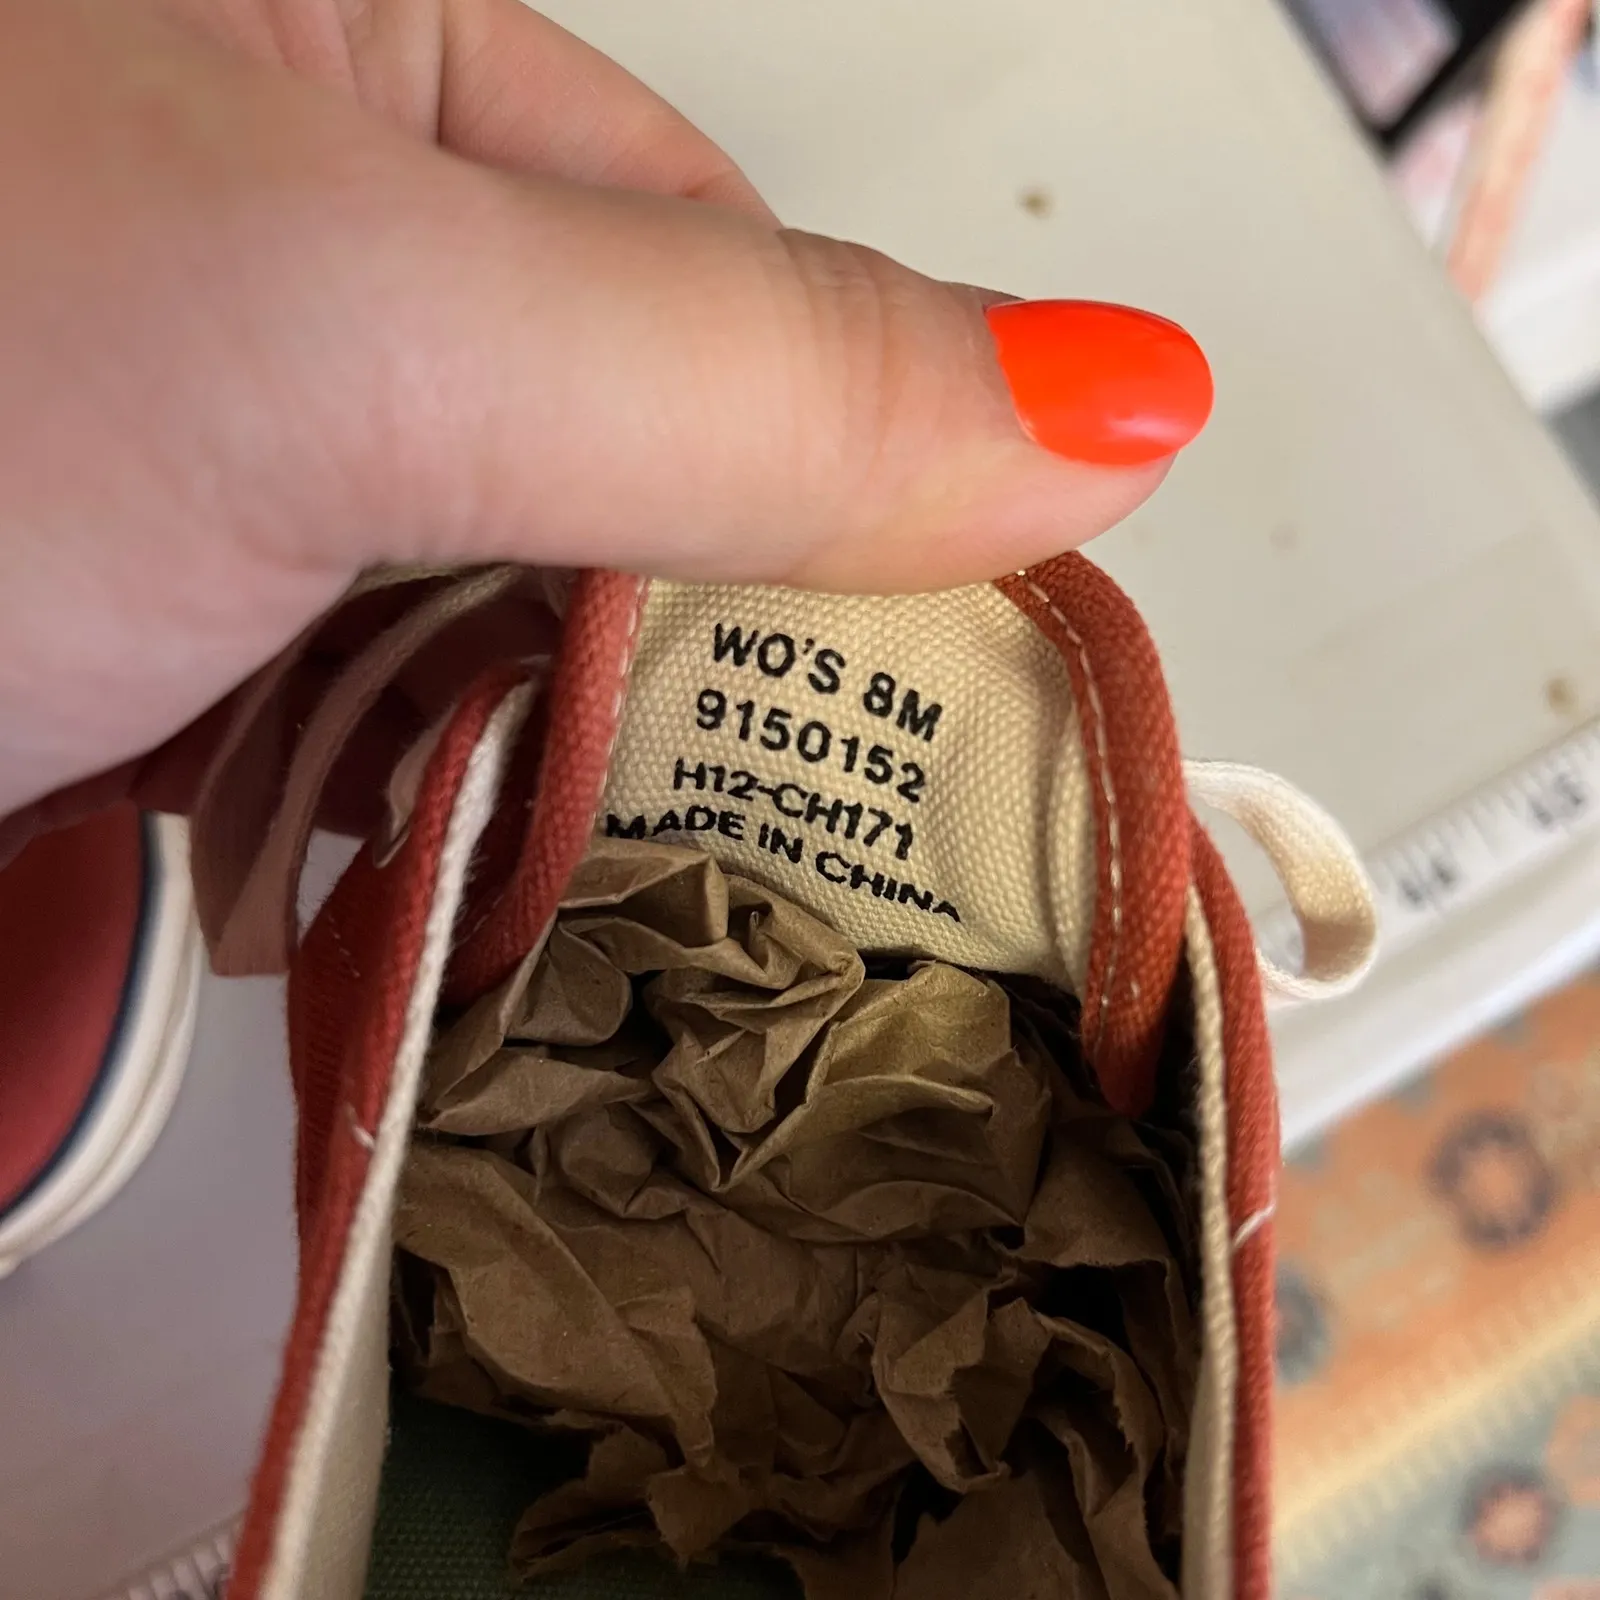 WO'S 8M
9150152
H12-CH171
MADE IN CHINA